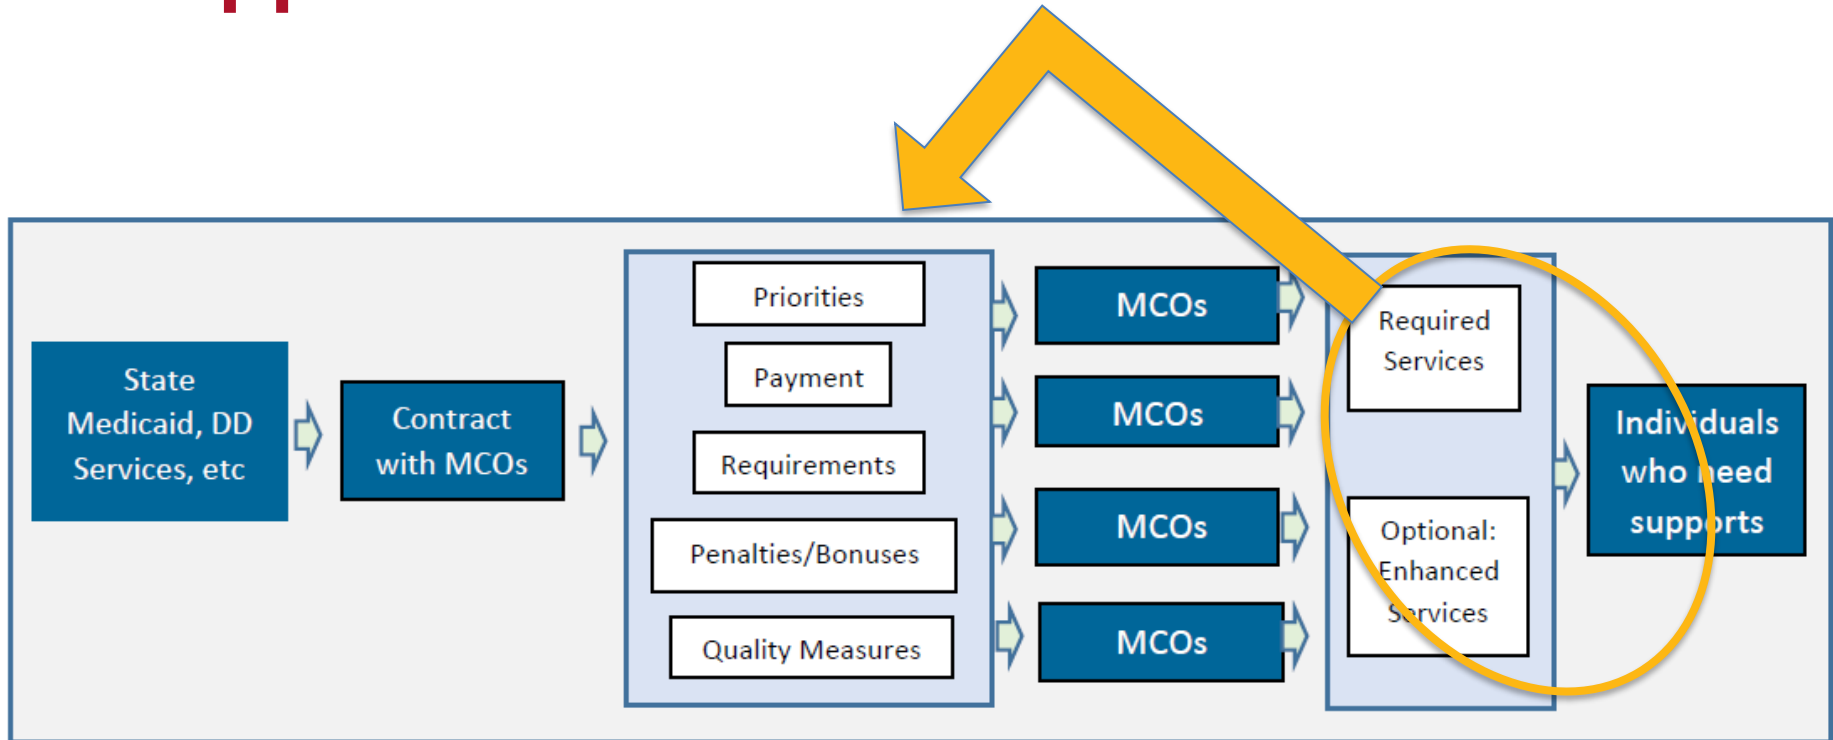 State
Medicaid, DD
Services, etc
Contract
with MCOs
Priorities
Payment
Requirements
Penalties/Bonuses
Quality Measures
MCOs
MCOs
MCOs
MCOs
Required
Services
Optional:
Enhanced
Services
Individuals
who need
supports